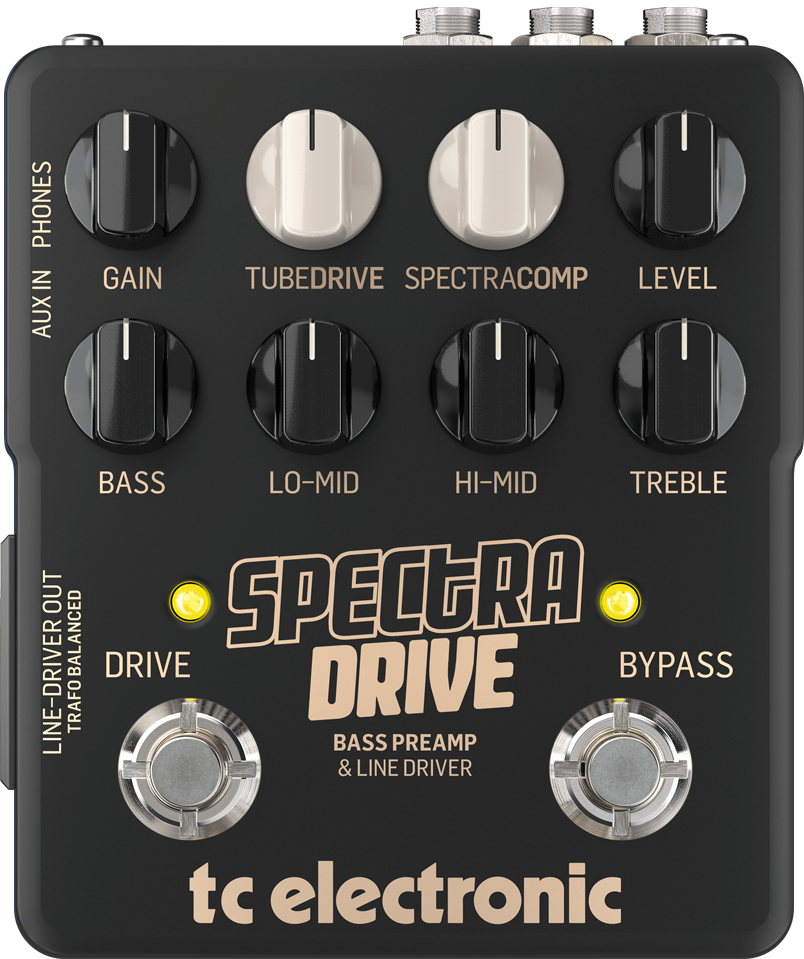 AUX IN PHONES
GAIN TUBEDRIVE SPECTRACOMP LEVEL
BASS LO-MID HI-MID TREBLE
LINE-DRIVER OUT
TRAFO BALANCED
SPECTRA
DRIVE
DRIVE BYPASS
BASS PREAMP
& LINE DRIVER
tc electronic